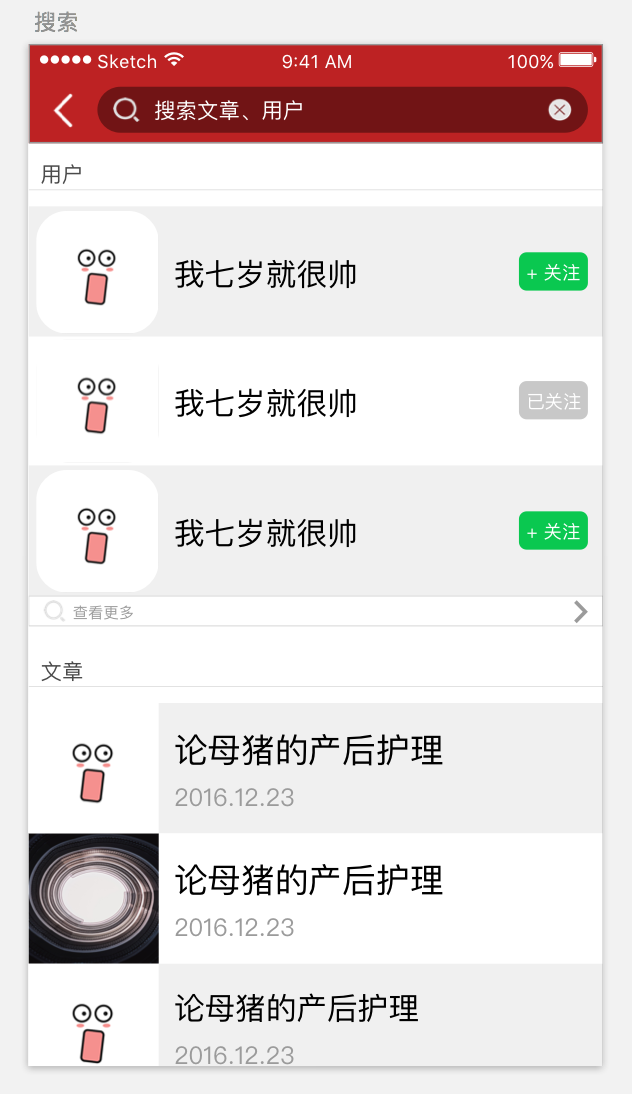 搜索
Sketch 9:41 AM 100%
搜索文章、用户
用户
我七岁就很帅 + 关注
我七岁就很帅 已关注
我七岁就很帅 + 关注
查看更多
文章
论母猪的产后护理
2016.12.23
论母猪的产后护理
2016.12.23
论母猪的产后护理
2016.12.23